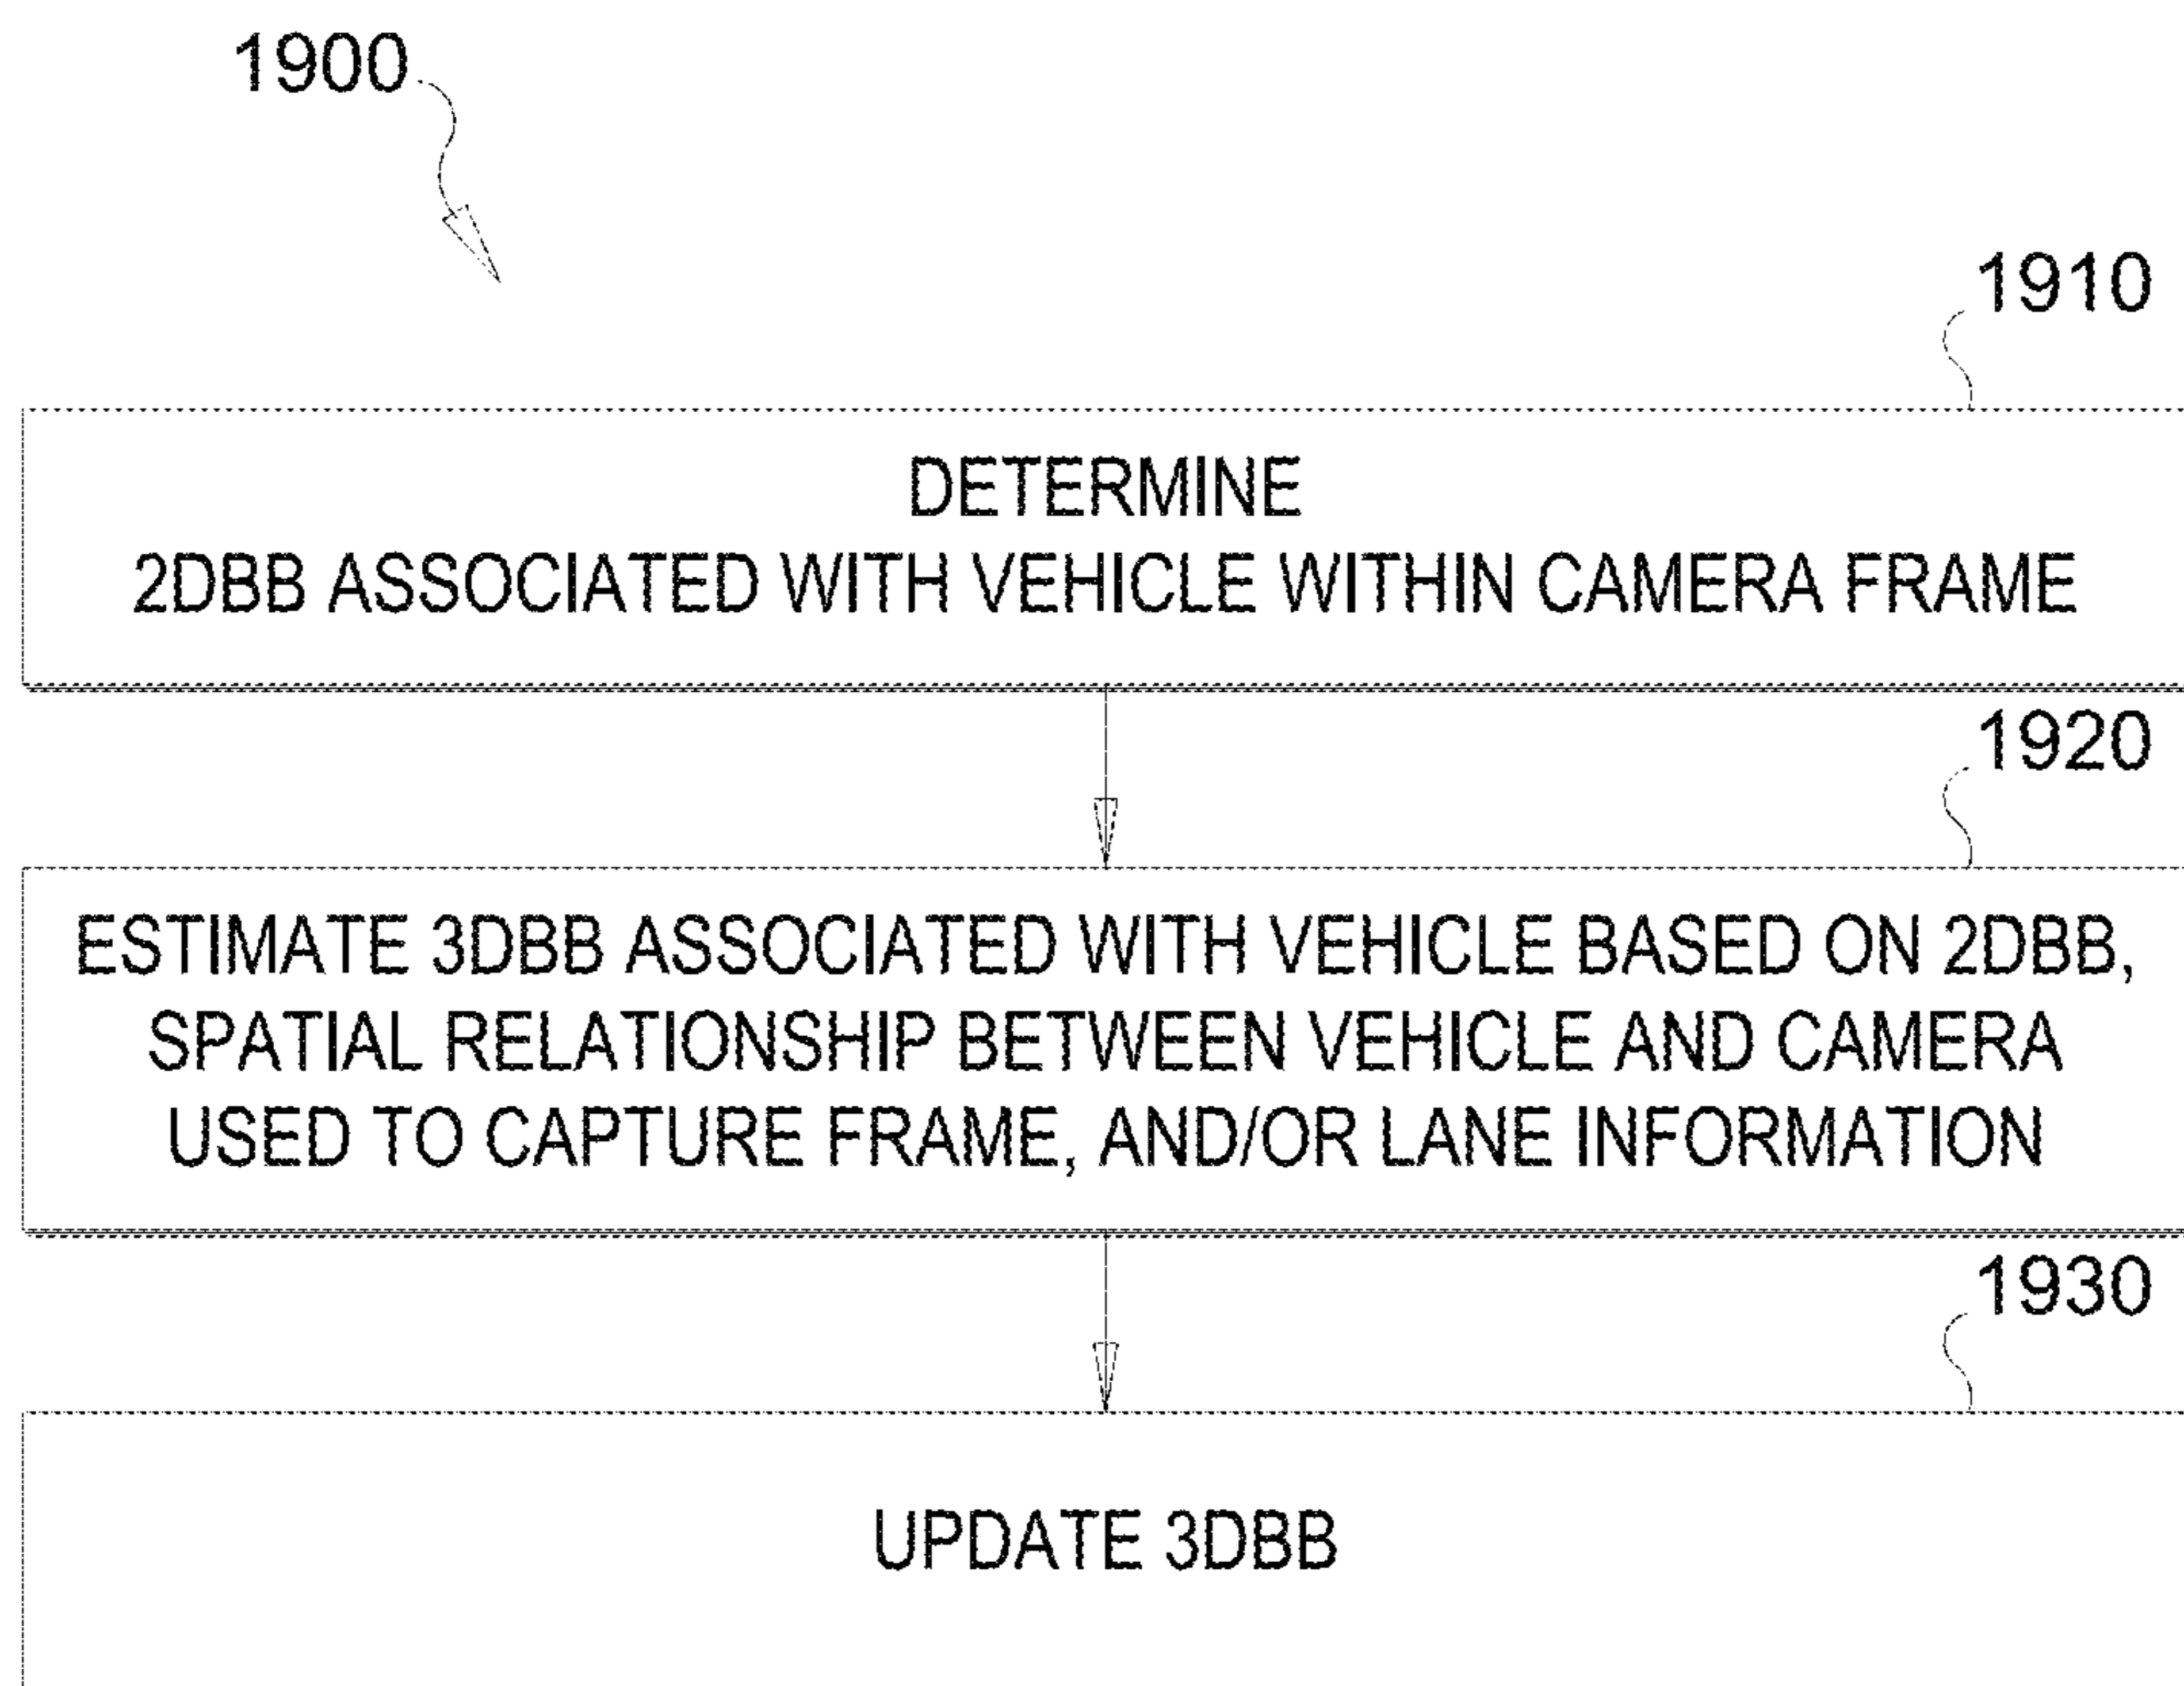 1900
1910
DETERMINE
2DBB ASSOCIATED WITH VEHICLE WITHIN CAMERA FRAME
1920
ESTIMATE 3DBB ASSOCIATED WITH VEHICLE BASED ON 2DBB,
SPATIAL RELATIONSHIP BETWEEN VEHICLE AND CAMERA
USED TO CAPTURE FRAME, AND/OR LANE INFORMATION
1930
UPDATE 3DBB